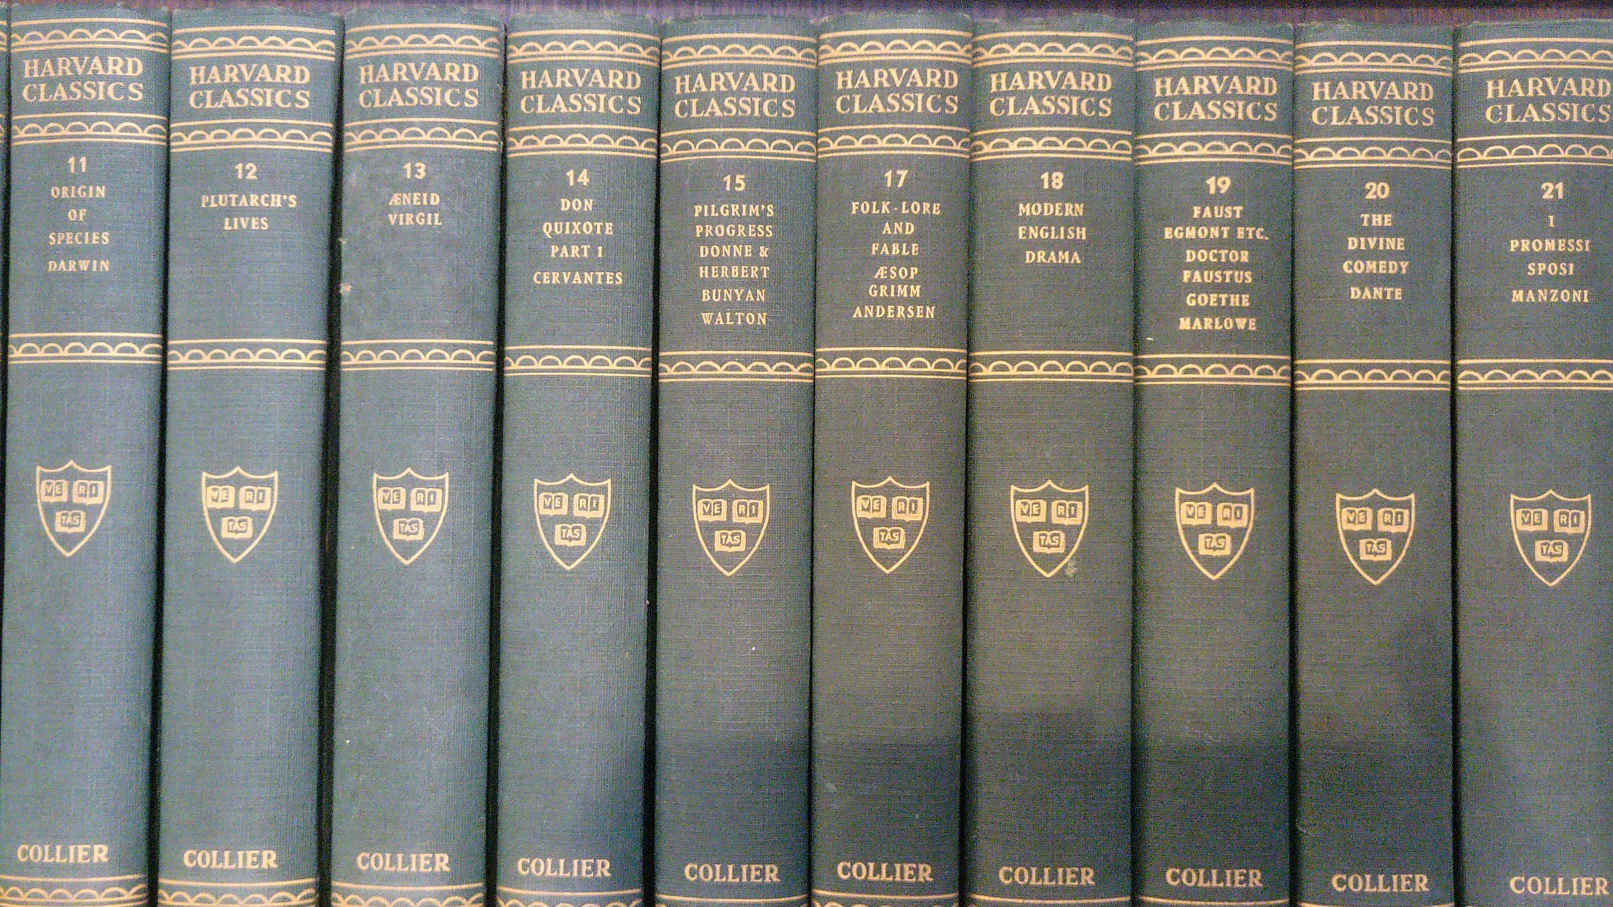 HARVARD
CLASSICS
11
ORIGIN
OF
SPECIES
DARWIN
VE RI
TAS
COLLIER
HARVARD
CLASSICS
12
PLUTARCH'S
LIVES
VE RI
TAS
COLLIER
HARVARD
CLASSICS
13
ÆNEID
VIRGIL
VE RI
TAS
COLLIER
HARVARD
CLASSICS
14
DON
QUIXOTE
PART 1
CERVANTES
VE RI
TAS
COLLIER
HARVARD
CLASSICS
15
PILGRIM'S
PROGRESS
DONNE &
HERBERT
BUNYAN
WALTON
VE RI
TAS
COLLIER
HARVARD
CLASSICS
17
FOLK-LORE
AND
FABLE
ÆSOP
GRIMM
ANDERSEN
VE RI
TAS
COLLIER
HARVARD
CLASSICS
18
MODERN
ENGLISH
DRAMA
VE RI
TAS
COLLIER
HARVARD
CLASSICS
19
FAUST
EGMONT ETC.
DOCTOR
FAUSTUS
GOETHE
MARLOWE
VE RI
TAS
COLLIER
HARVARD
CLASSICS
20
THE
DIVINE
COMEDY
DANTE
VE RI
TAS
COLLIER
HARVARD
CLASSICS
21
I
PROMESSI
SPOSI
MANZONI
VE RI
TAS
COLLIER